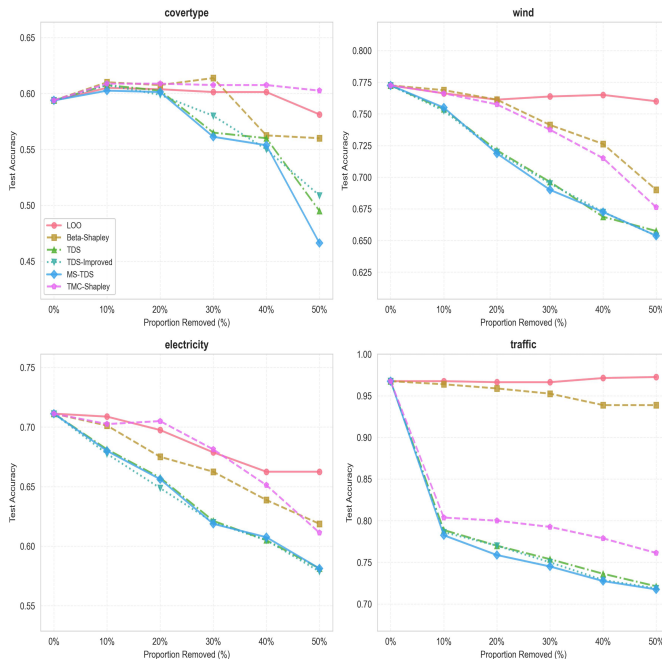 covertype
Test Accuracy
0.65
0.60
0.55
0.50
0.45
LOO
Beta-Shapley
TDS
TDS-Improved
MS-TDS
TMC-Shapley
0% 10% 20% 30% 40% 50%
Proportion Removed (%)
wind
Test Accuracy
0.800
0.775
0.750
0.725
0.700
0.675
0.650
0.625
0% 10% 20% 30% 40% 50%
Proportion Removed (%)
electricity
Test Accuracy
0.75
0.70
0.65
0.60
0.55
0% 10% 20% 30% 40% 50%
Proportion Removed (%)
traffic
Test Accuracy
1.00
0.95
0.90
0.85
0.80
0.75
0.70
0% 10% 20% 30% 40% 50%
Proportion Removed (%)